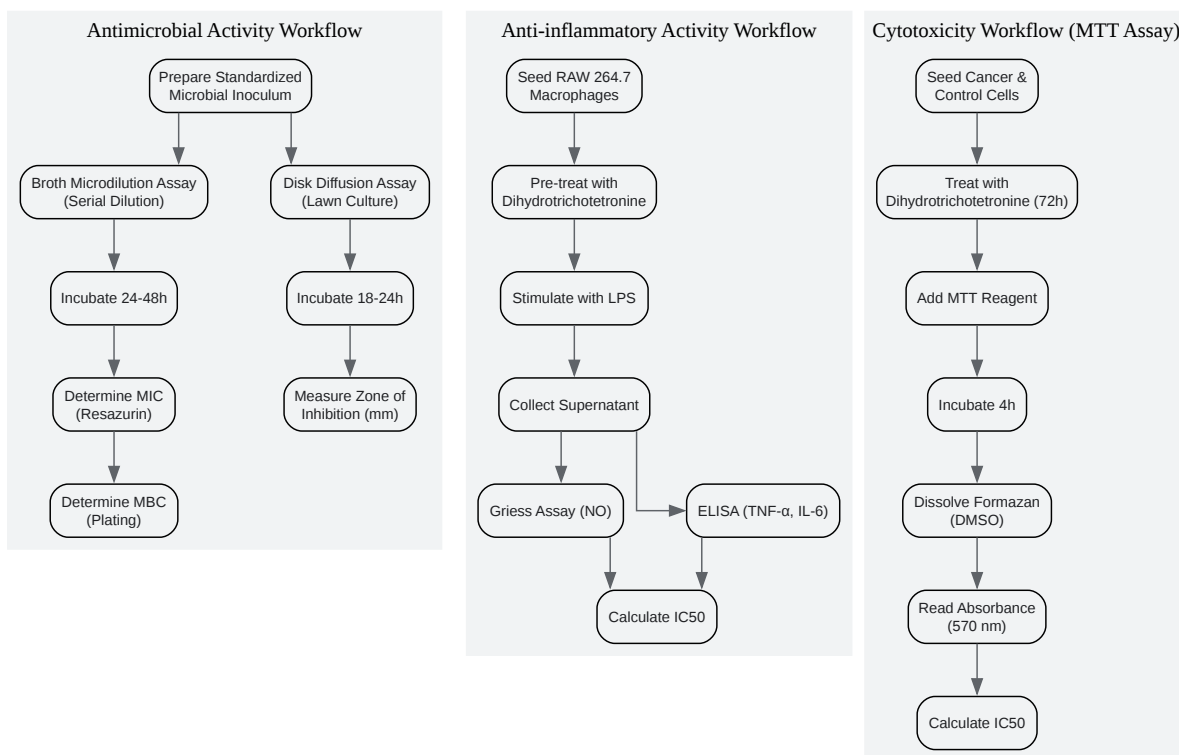 Antimicrobial Activity Workflow
Prepare Standardized
Microbial Inoculum
Broth Microdilution Assay
(Serial Dilution)
Disk Diffusion Assay
(Lawn Culture)
Incubate 24-48h
Incubate 18-24h
Determine MIC
(Resazurin)
Measure Zone of
Inhibition (mm)
Determine MBC
(Plating)
Anti-inflammatory Activity Workflow
Seed RAW 264.7
Macrophages
Pre-treat with
Dihydrotrichotetronine
Stimulate with LPS
Collect Supernatant
Griess Assay (NO)
ELISA (TNF-α, IL-6)
Calculate IC50
Cytotoxicity Workflow (MTT Assay)
Seed Cancer &
Control Cells
Treat with
Dihydrotrichotetronine (72h)
Add MTT Reagent
Incubate 4h
Dissolve Formazan
(DMSO)
Read Absorbance
(570 nm)
Calculate IC50